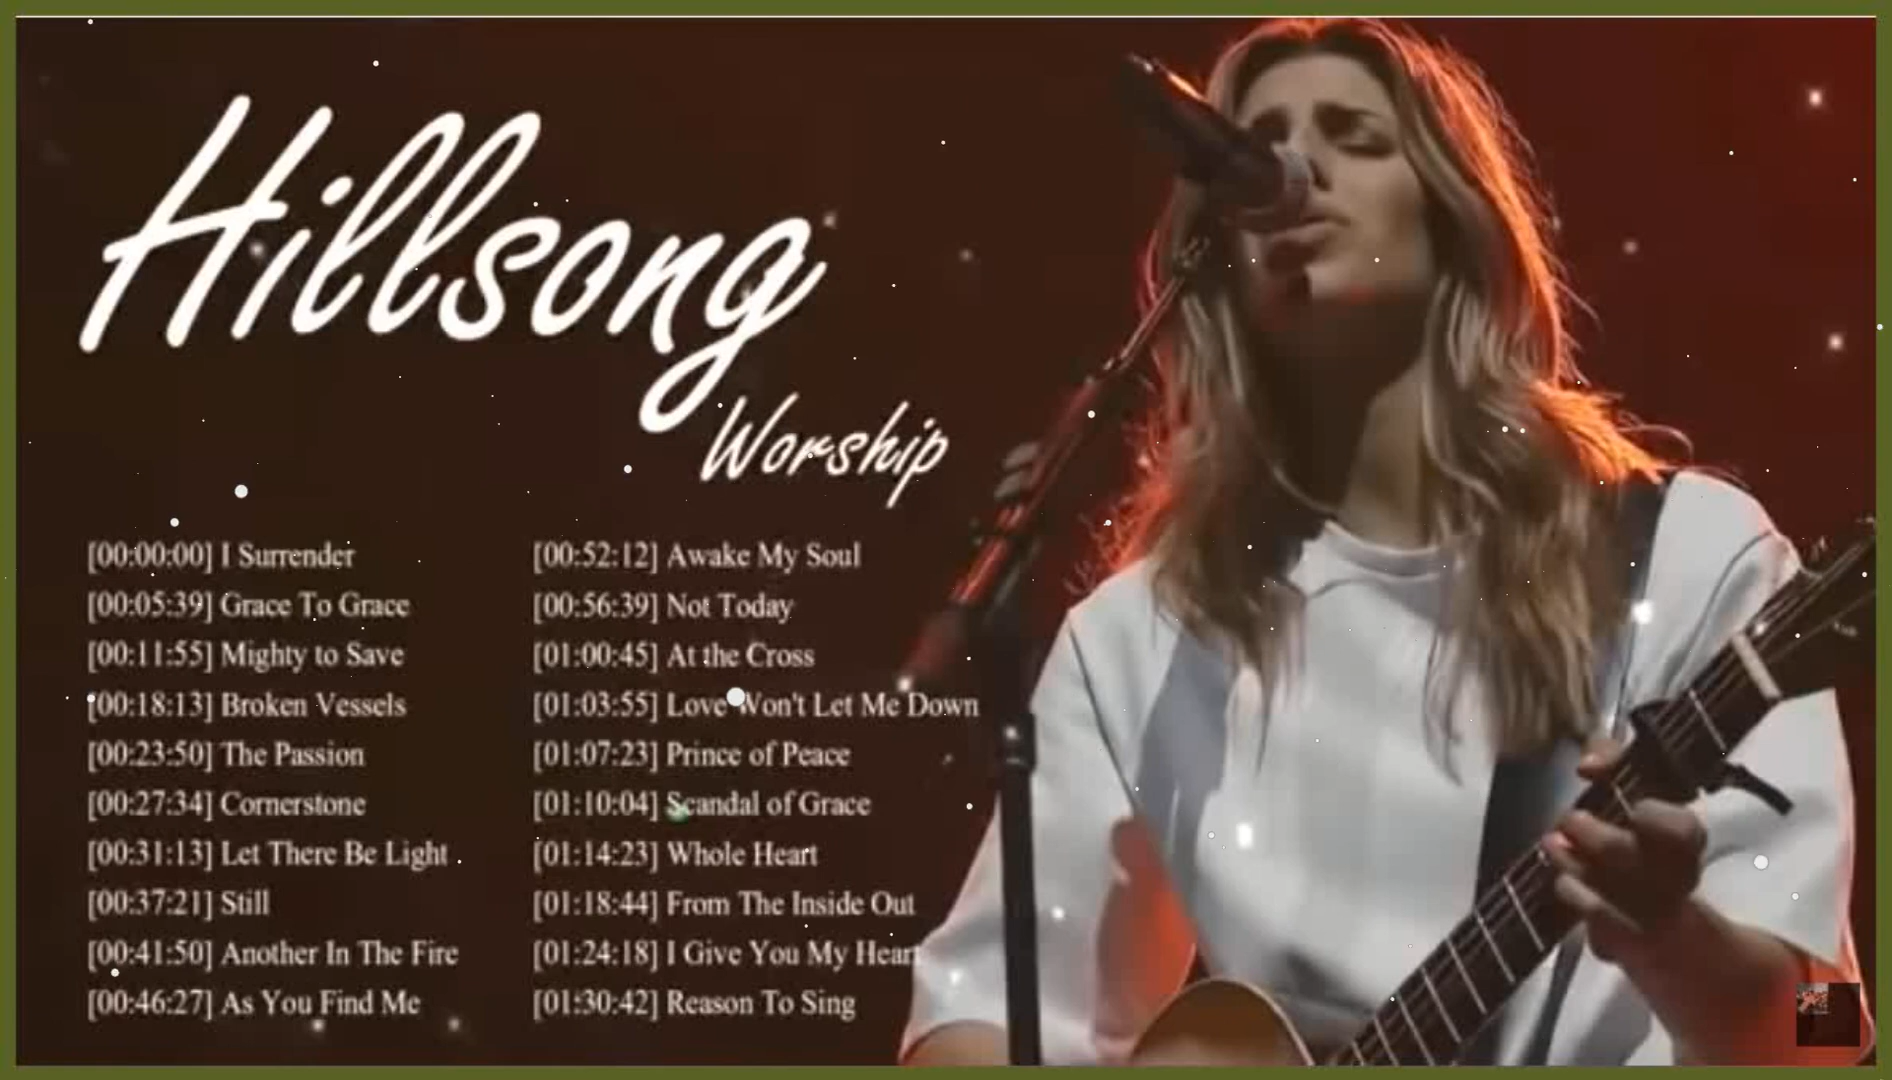 Hillsong
Worship
[00:00:00] I Surrender
[00:05:39] Grace To Grace
[00:11:55] Mighty to Save
[00:18:13] Broken Vessels
[00:23:50] The Passion
[00:27:34] Cornerstone
[00:31:13] Let There Be Light
[00:37:21] Still
[00:41:50] Another In The Fire
[00:46:27] As You Find Me
[00:52:12] Awake My Soul
[00:56:39] Not Today
[01:00:45] At the Cross
[01:03:55] Love Won't Let Me Down
[01:07:23] Prince of Peace
[01:10:04] Scandal of Grace
[01:14:23] Whole Heart
[01:18:44] From The Inside Out
[01:24:18] I Give You My Heart
[01:30:42] Reason To Sing